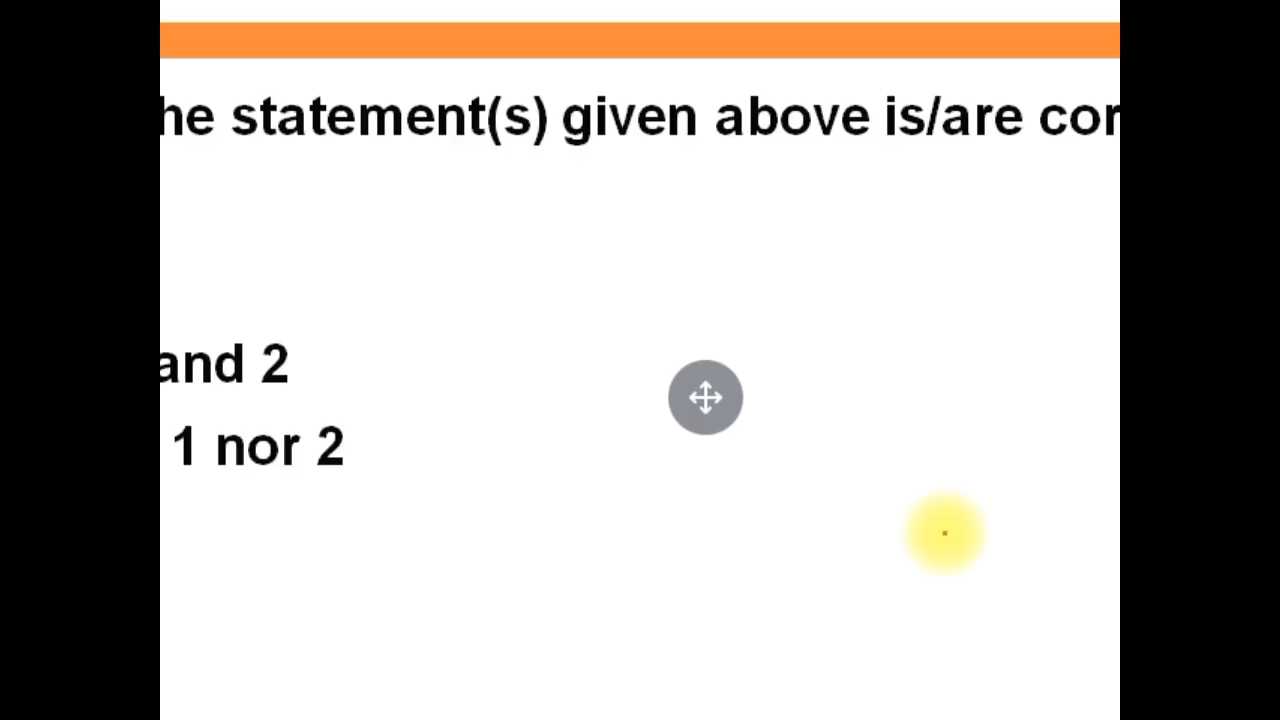 he statement(s) given above is/are cor
and 2
1 nor 2